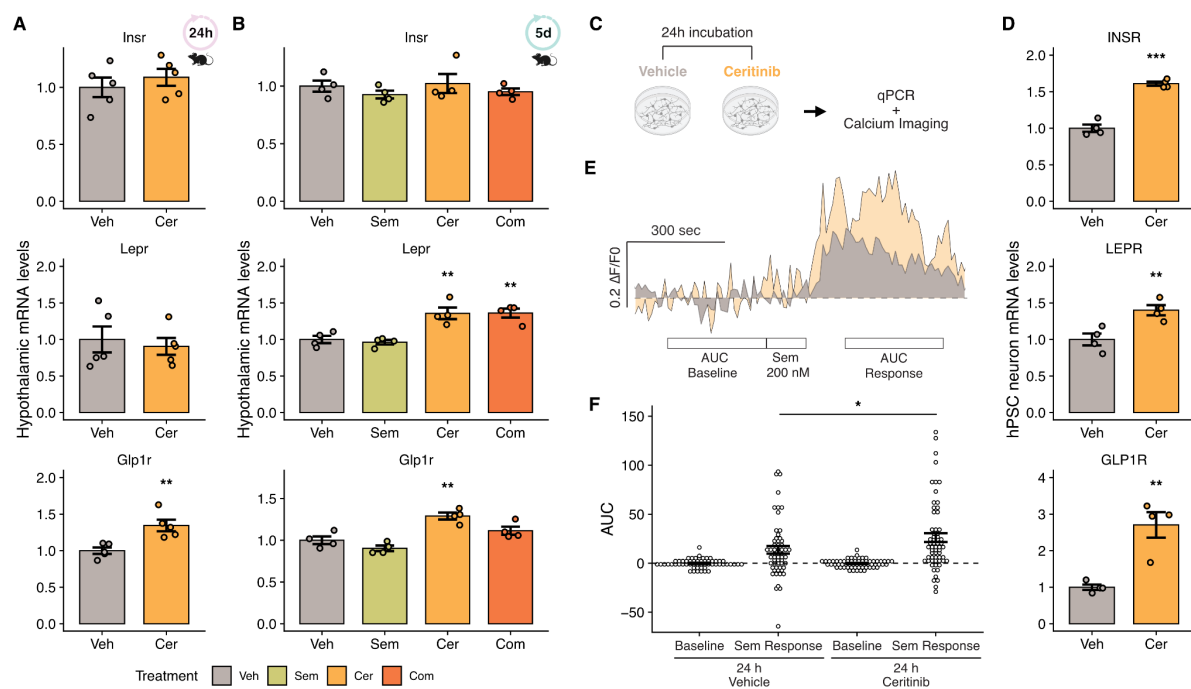 A
24h
Insr
1.0
0.5
0.0
Veh
Cer
Hypothalamic mRNA levels
Lepr
2.0
1.5
1.0
0.5
0.0
Veh
Cer
Glp1r
**
2.0
1.5
1.0
0.5
0.0
Veh
Cer
B
5d
Insr
1.0
0.5
0.0
Veh
Sem
Cer
Com
Hypothalamic mRNA levels
Lepr
**
**
2.0
1.5
1.0
0.5
0.0
Veh
Sem
Cer
Com
Glp1r
**
1.5
1.0
0.5
0.0
Veh
Sem
Cer
Com
Treatment
Veh
Sem
Cer
Com
C
24h incubation
Vehicle
Ceritinib
qPCR
+
Calcium Imaging
E
300 sec
0.2 ΔF/F0
AUC
Baseline
Sem
200 nM
AUC
Response
F
*
AUC
150
100
50
0
−50
Baseline
Sem Response
Baseline
Sem Response
24 h
Vehicle
24 h
Ceritinib
D
hPSC neuron mRNA levels
INSR
***
2.0
1.5
1.0
0.5
0.0
Veh
Cer
LEPR
**
2.0
1.5
1.0
0.5
0.0
Veh
Cer
GLP1R
**
4
3
2
1
0
Veh
Cer